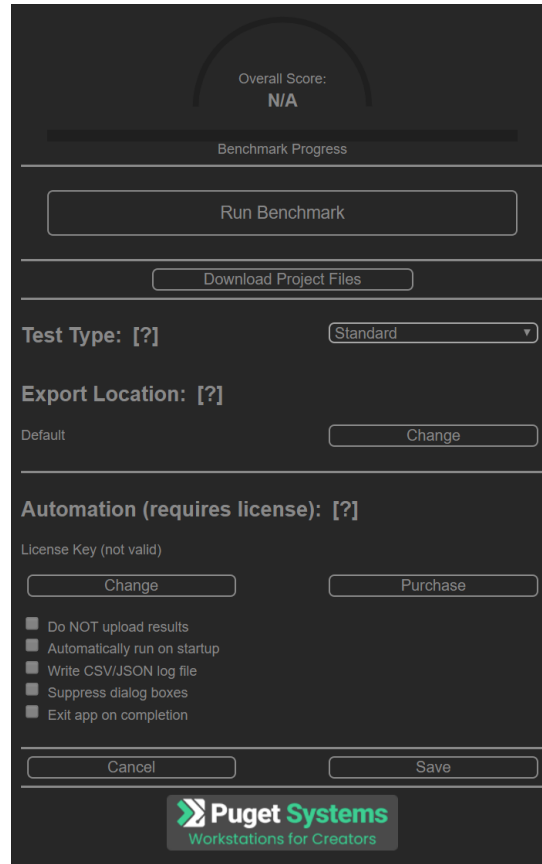 Overall Score:
N/A
Benchmark Progress
Run Benchmark
Download Project Files
Test Type: [?]
Standard
Export Location: [?]
Default
Change
Automation (requires license): [?]
License Key (not valid)
Change
Purchase
Do NOT upload results
Automatically run on startup
Write CSV/JSON log file
Suppress dialog boxes
Exit app on completion
Cancel
Save
Puget Systems
Workstations for Creators